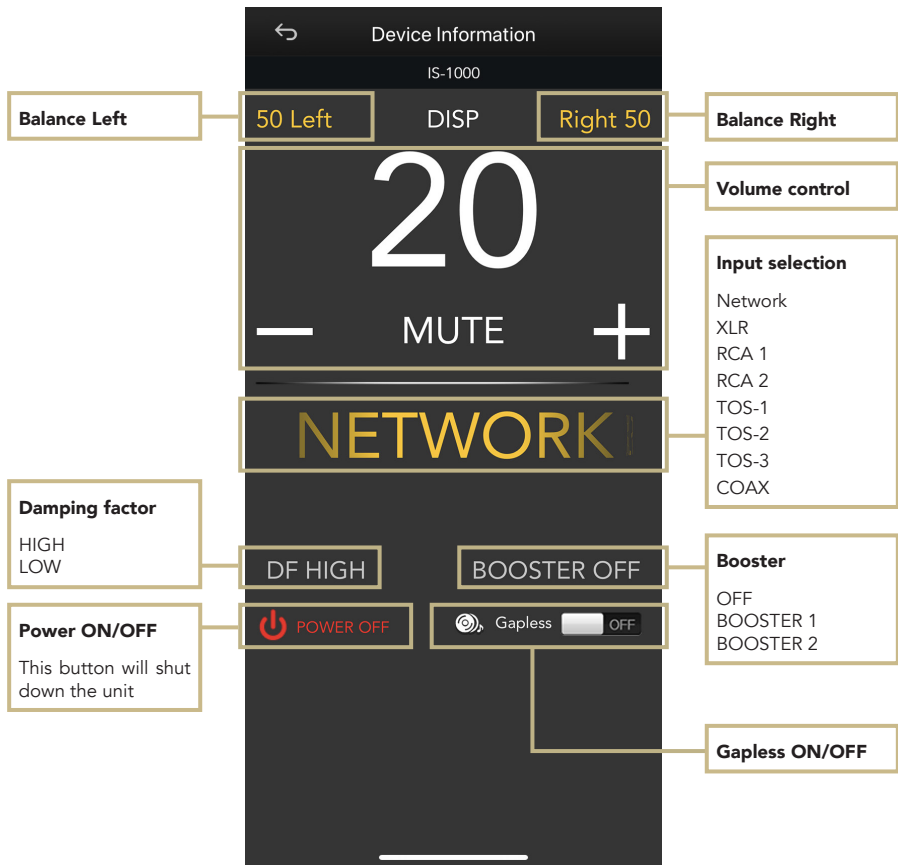 Device Information
IS-1000
Balance Left
50 Left
DISP
Right 50
Balance Right
20
Volume control
MUTE
Input selection
Network
XLR
RCA 1
RCA 2
TOS-1
TOS-2
TOS-3
COAX
NETWORK
Damping factor
HIGH
LOW
DF HIGH
BOOSTER OFF
Booster
OFF
BOOSTER 1
BOOSTER 2
Power ON/OFF
This button will shut
down the unit
POWER OFF
Gapless
OFF
Gapless ON/OFF